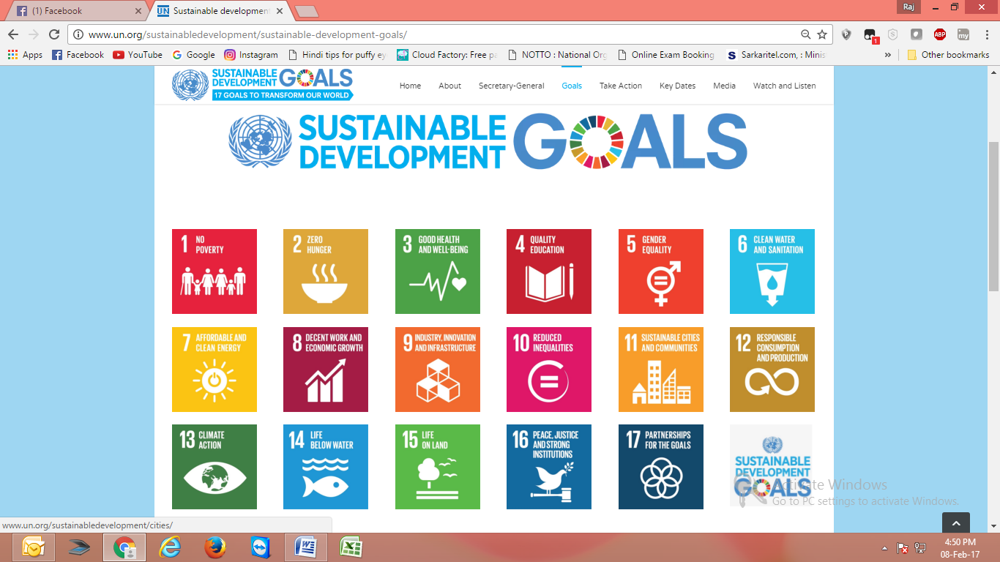 (1) Facebook
UN Sustainable development
Raj
www.un.org/sustainabledevelopment/sustainable-development-goals/
1
ABP
my
Apps
Facebook
YouTube
Google
Instagram
Hindi tips for puffy ey
Cloud Factory: Free pa
NOTTO : National Org
Online Exam Booking
S Sarkaritel.com, : Minis
»
Other bookmarks
SUSTAINABLE
DEVELOPMENT GOALS
17 GOALS TO TRANSFORM OUR WORLD
Home
About
Secretary-General
Goals
Take Action
Key Dates
Media
Watch and Listen
SUSTAINABLE
DEVELOPMENT GOALS
1 NO
POVERTY
2 ZERO
HUNGER
3 GOOD HEALTH
AND WELL-BEING
4 QUALITY
EDUCATION
5 GENDER
EQUALITY
6 CLEAN WATER
AND SANITATION
7 AFFORDABLE AND
CLEAN ENERGY
8 DECENT WORK AND
ECONOMIC GROWTH
9 INDUSTRY, INNOVATION
AND INFRASTRUCTURE
10 REDUCED
INEQUALITIES
11 SUSTAINABLE CITIES
AND COMMUNITIES
12 RESPONSIBLE
CONSUMPTION
AND PRODUCTION
13 CLIMATE
ACTION
14 LIFE
BELOW WATER
15 LIFE
ON LAND
16 PEACE, JUSTICE
AND STRONG
INSTITUTIONS
17 PARTNERSHIPS
FOR THE GOALS
SUSTAINABLE
DEVELOPMENT
GOALS
Activate Windows
Go to PC settings to activate Windows.
www.un.org/sustainabledevelopment/cities/
4:50 PM
08-Feb-17